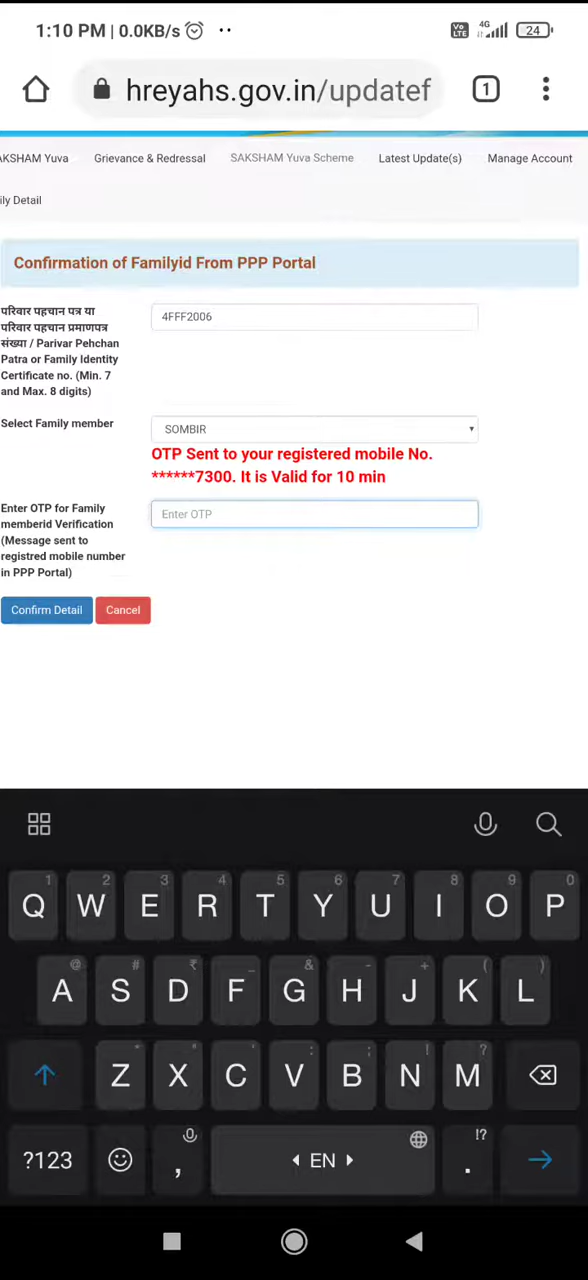 1:10 PM | 0.0KB/s
Vo LTE 4G 24
hreyahs.gov.in/updatef
1
AKSHAM Yuva Grievance & Redressal SAKSHAM Yuva Scheme Latest Update(s) Manage Account
ily Detail
Confirmation of Familyid From PPP Portal
परिवार पहचान पत्र या
परिवार पहचान प्रमाणपत्र
संख्या / Parivar Pehchan
Patra or Family Identity
Certificate no. (Min. 7
and Max. 8 digits)
4FFF2006
Select Family member
SOMBIR
OTP Sent to your registered mobile No.
******7300. It is Valid for 10 min
Enter OTP for Family
memberid Verification
(Message sent to
registred mobile number
in PPP Portal)
Enter OTP
Confirm Detail Cancel
1 2 3 4 5 6 7 8 9 0
Q W E R T Y U I O P
@ # ₹ _ & - + ( )
A S D F G H J K L
* " ' : ; ! ?
Z X C V B N M
?123 , EN . !?